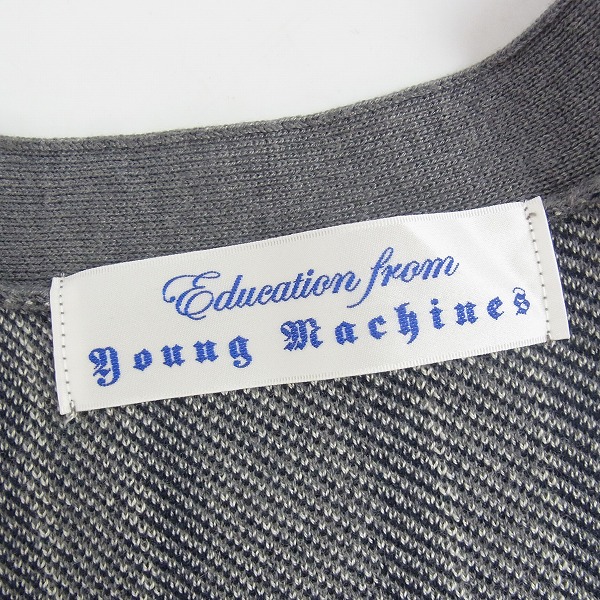 Education from
Young Machines